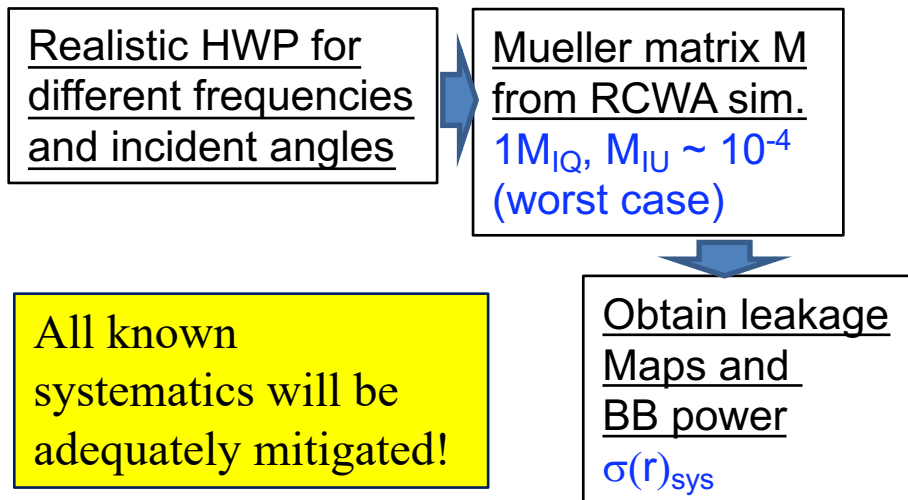 Realistic HWP for
different frequencies
and incident angles
Mueller matrix M
from RCWA sim.
1M_IQ, M_IU ~ 10^-4
(worst case)
All known
systematics will be
adequately mitigated!
Obtain leakage
Maps and
BB power
σ(r)_sys